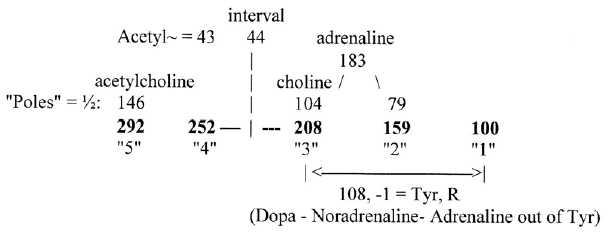 interval
Acetyl~ = 43 44 adrenaline
| 183
acetylcholine | choline / \
"Poles" = ½: 146 | 104 79
292 252 — | --- 208 159 100
"5" "4" "3" "2" "1"
|<—————————>|
108, -1 = Tyr, R
(Dopa - Noradrenaline- Adrenaline out of Tyr)